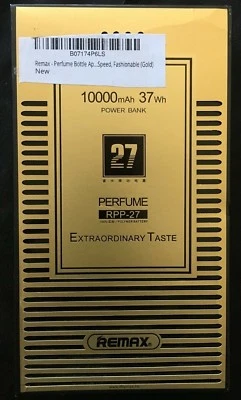 B07174P6LS
Remax - Perfume Bottle Ap...Speed, Fashionable (Gold)
New
10000mAh 37Wh
POWER BANK
27
PERFUME
RPP-27
EXTRAORDINARY TASTE
REMAX®